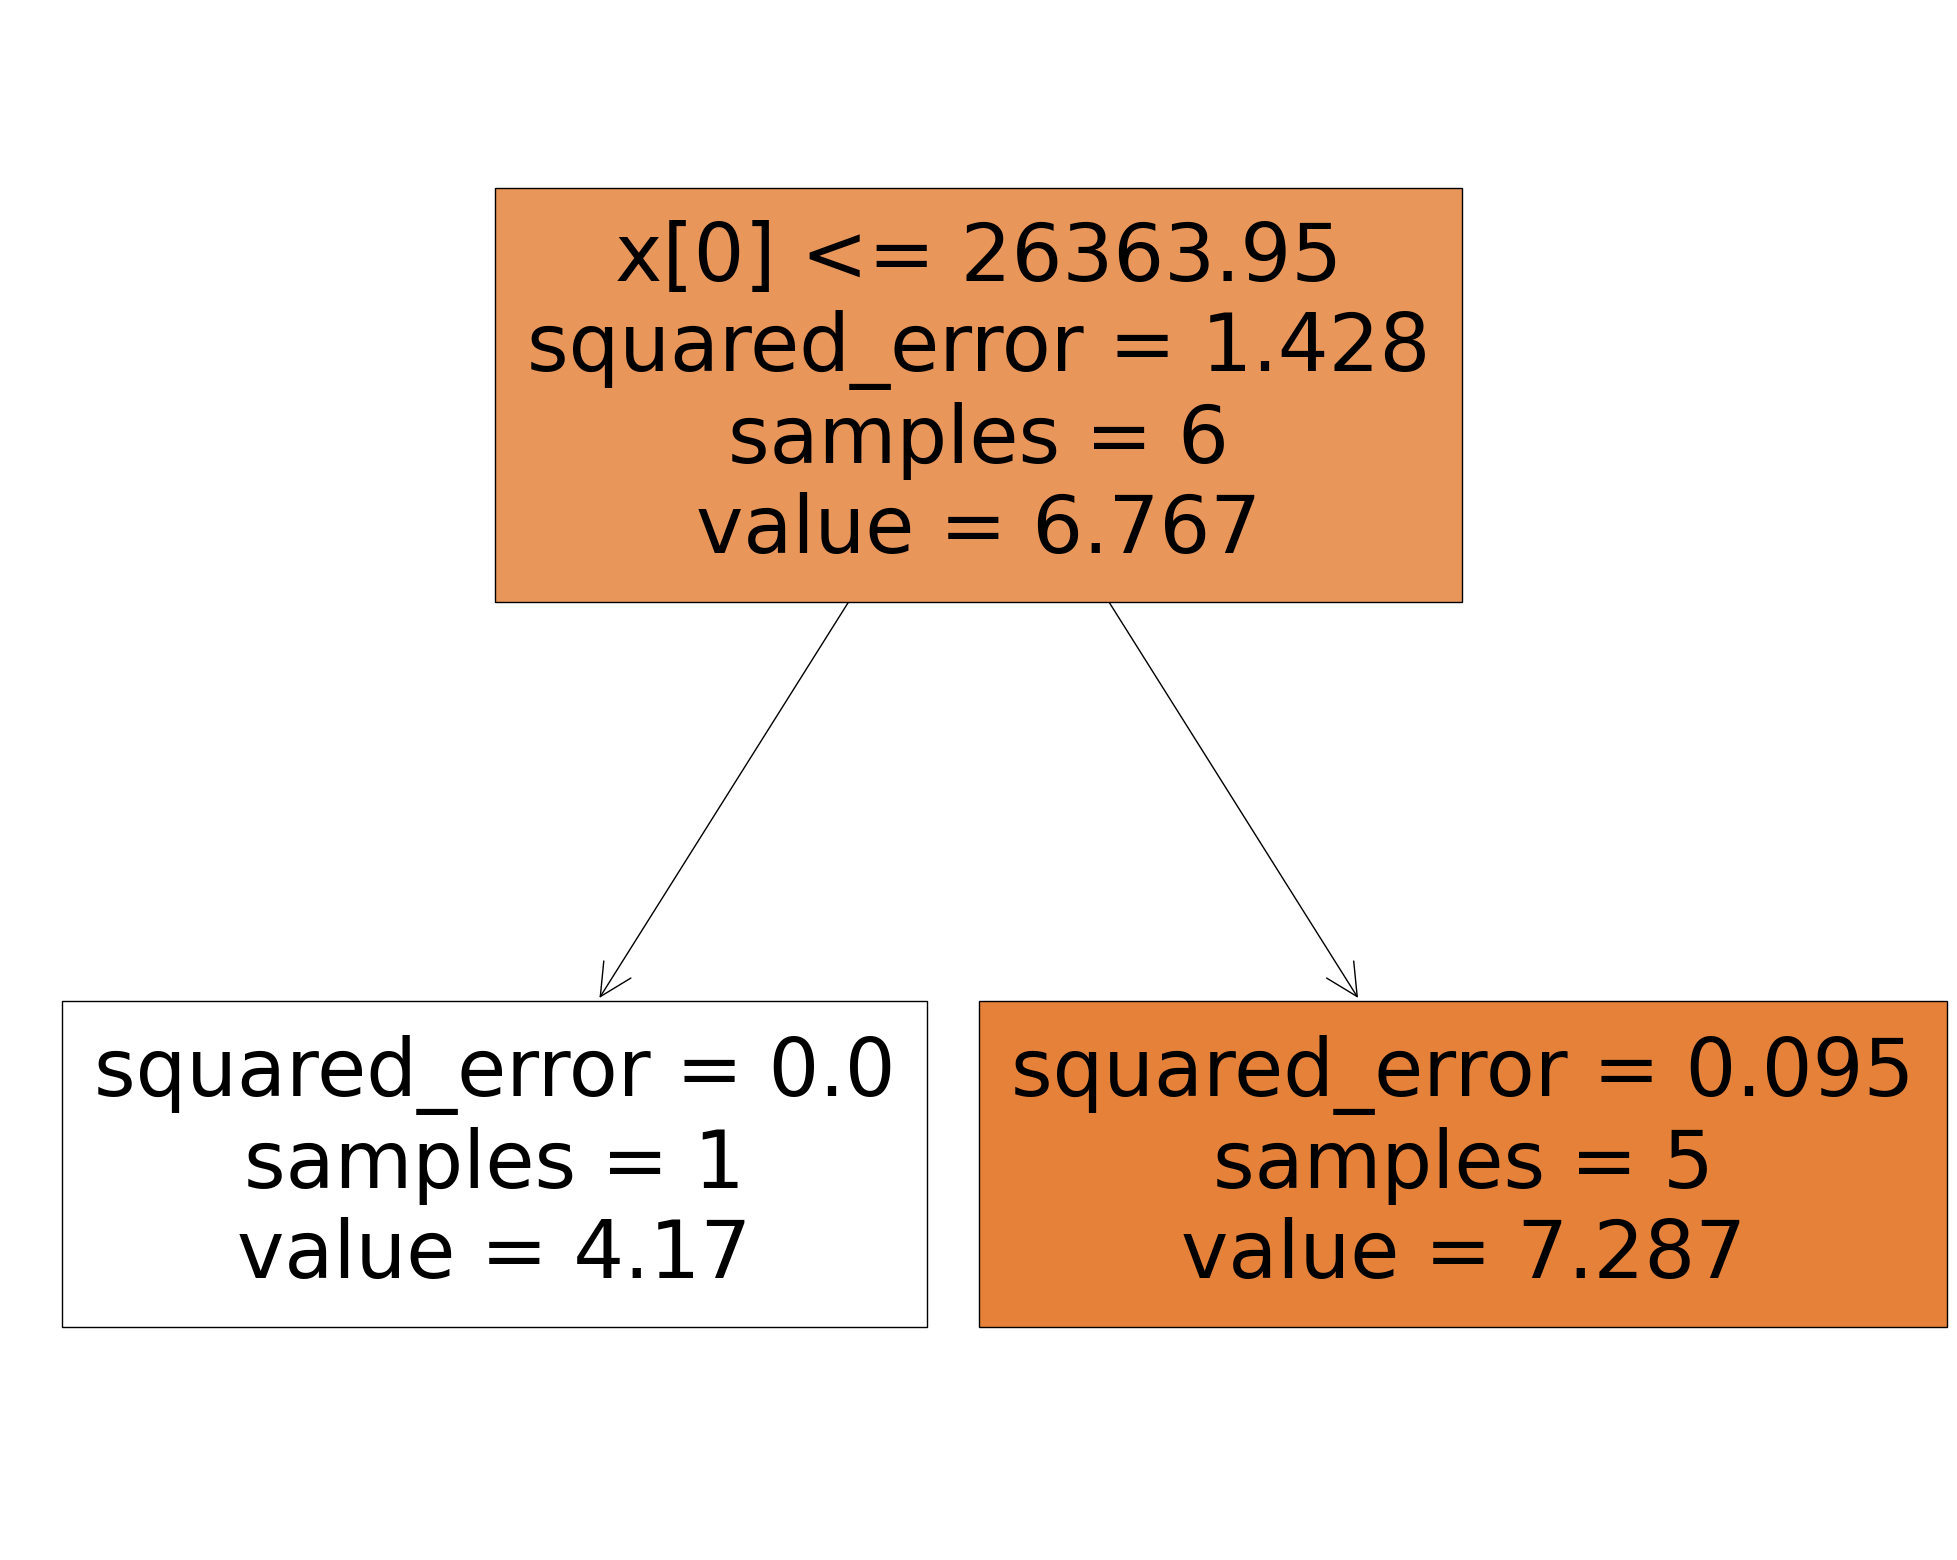 x[0] <= 26363.95
squared_error = 1.428
samples = 6
value = 6.767
squared_error = 0.0
samples = 1
value = 4.17
squared_error = 0.095
samples = 5
value = 7.287